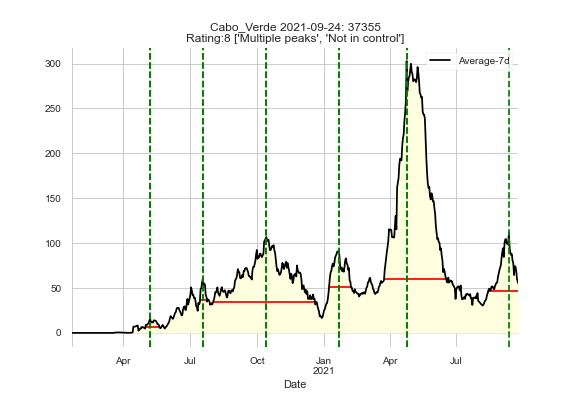 Cabo_Verde 2021-09-24: 37355
Rating:8 ['Multiple peaks', 'Not in control']
Average-7d
300
250
200
150
100
50
0
Apr Jul Oct Jan Apr Jul
2021
Date